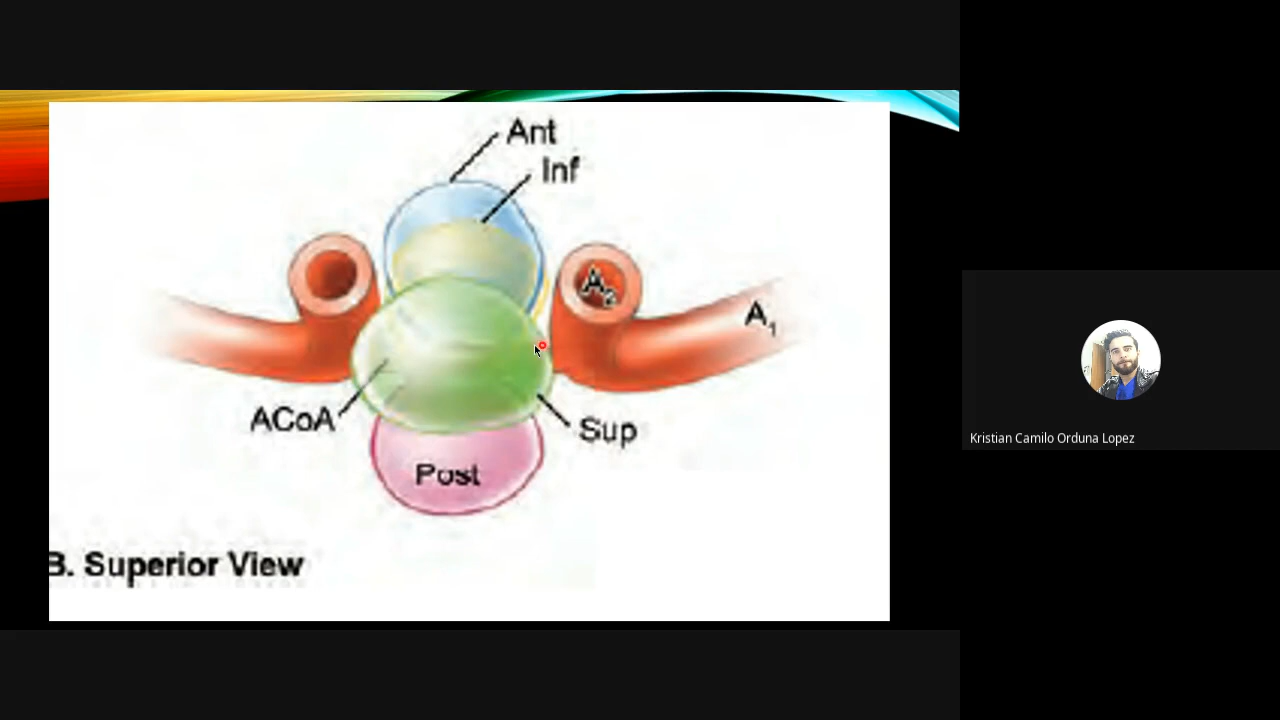 Ant
Inf
A2
A1
ACoA
Sup
Post
B. Superior View
Kristian Camilo Orduna Lopez